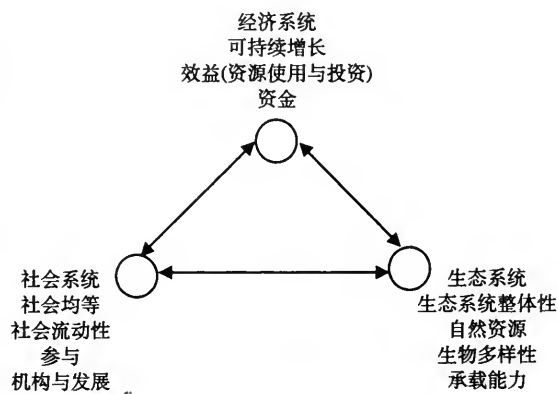 经济系统
可持续增长
效益(资源使用与投资)
资金
社会系统
社会均等
社会流动性
参与
机构与发展
生态系统
生态系统整体性
自然资源
生物多样性
承载能力